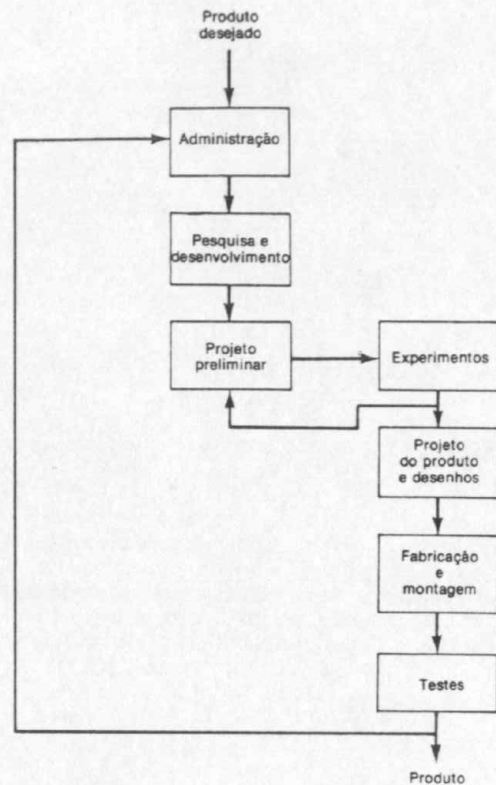 Produto
desejado
Administração
Pesquisa e
desenvolvimento
Projeto
preliminar
Experimentos
Projeto
do produto
e desenhos
Fabricação
e
montagem
Testes
Produto